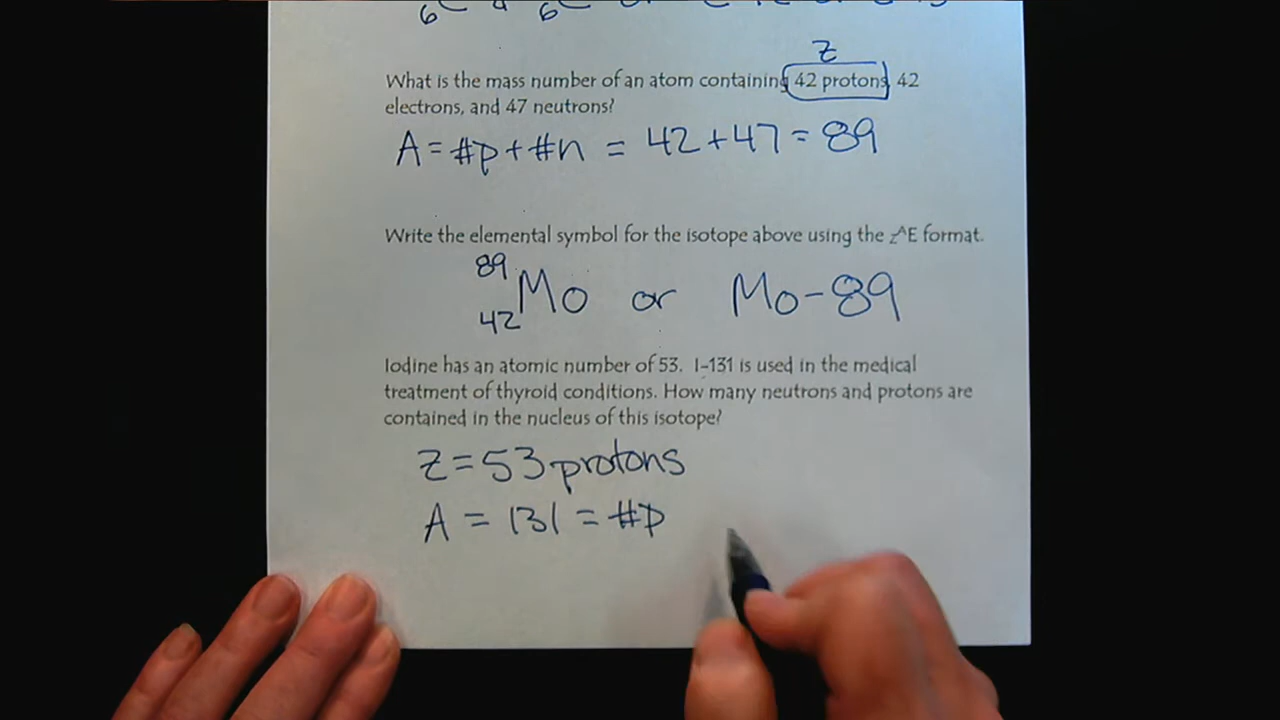 Z
What is the mass number of an atom containing 42 protons, 42
electrons, and 47 neutrons?
A = #p + #n = 42 + 47 = 89
Write the elemental symbol for the isotope above using the zᴬE format.
89
Mo or Mo-89
42
Iodine has an atomic number of 53. I-131 is used in the medical
treatment of thyroid conditions. How many neutrons and protons are
contained in the nucleus of this isotope?
Z = 53 protons
A = 131 = #p